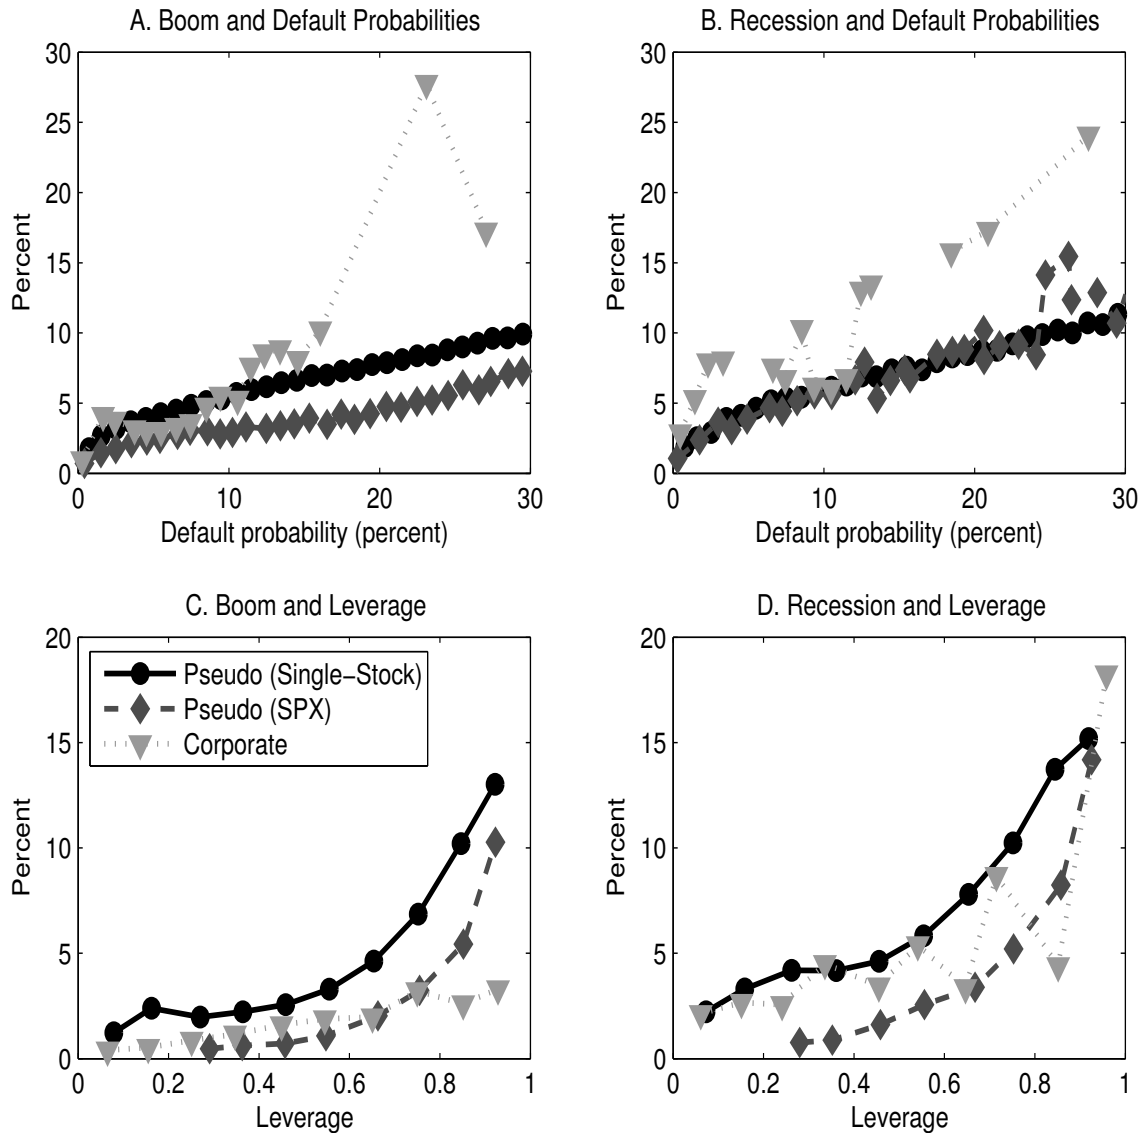 A. Boom and Default Probabilities
30
25
20
15
10
5
0
Percent
0 10 20 30
Default probability (percent)
B. Recession and Default Probabilities
30
25
20
15
10
5
0
Percent
0 10 20 30
Default probability (percent)
C. Boom and Leverage
20
15
10
5
0
Percent
Pseudo (Single−Stock)
Pseudo (SPX)
Corporate
0 0.2 0.4 0.6 0.8 1
Leverage
D. Recession and Leverage
20
15
10
5
0
Percent
0 0.2 0.4 0.6 0.8 1
Leverage